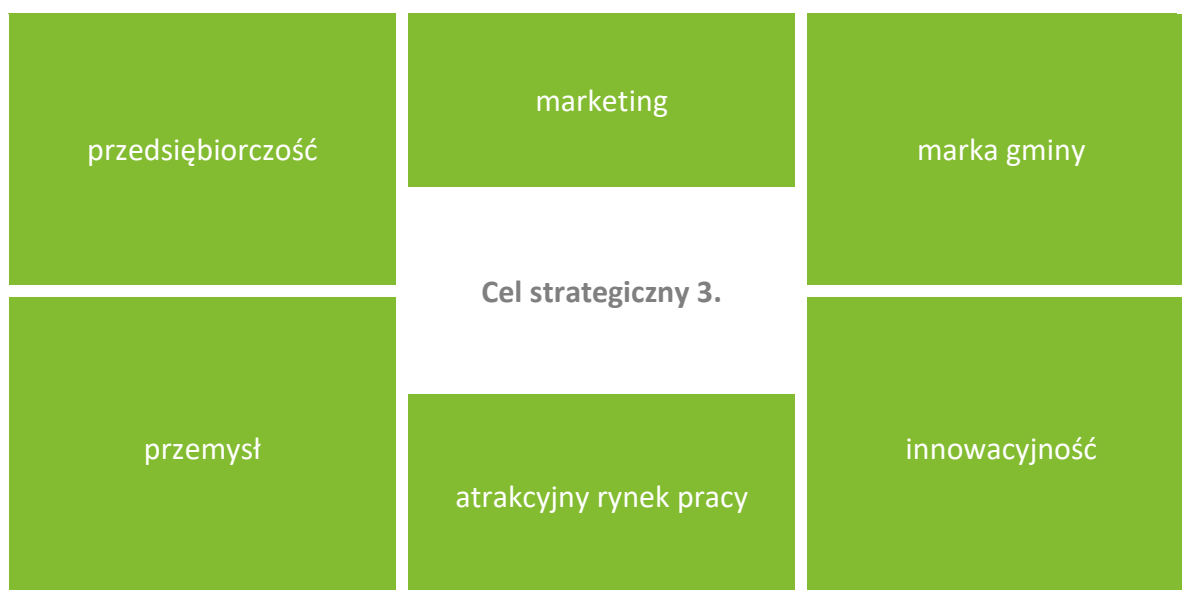 przedsiębiorczość
marketing
marka gminy
Cel strategiczny 3.
przemysł
atrakcyjny rynek pracy
innowacyjność